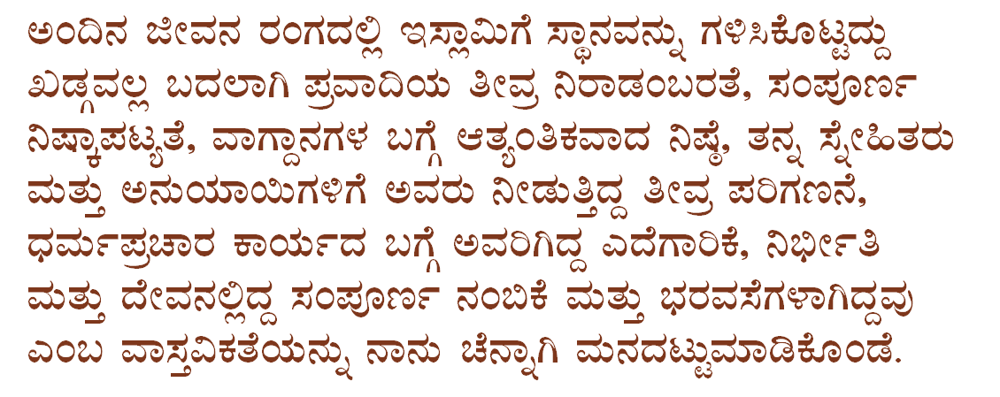 ಅಂದಿನ ಜೀವನ ರಂಗದಲ್ಲಿ ಇಸ್ಲಾಮಿಗೆ ಸ್ಥಾನವನ್ನು ಗಳಿಸಿಕೊಟ್ಟದ್ದು
ಖಡ್ಗವಲ್ಲ ಬದಲಾಗಿ ಪ್ರವಾದಿಯ ತೀವ್ರ ನಿರಾಡಂಬರತೆ, ಸಂಪೂರ್ಣ
ನಿಷ್ಕಾಪಟ್ಯತೆ, ವಾಗ್ದಾನಗಳ ಬಗ್ಗೆ ಆತ್ಯಂತಿಕವಾದ ನಿಷ್ಠೆ, ತನ್ನ ಸ್ನೇಹಿತರು
ಮತ್ತು ಅನುಯಾಯಿಗಳಿಗೆ ಅವರು ನೀಡುತ್ತಿದ್ದ ತೀವ್ರ ಪರಿಗಣನೆ,
ಧರ್ಮಪ್ರಚಾರ ಕಾರ್ಯದ ಬಗ್ಗೆ ಅವರಿಗಿದ್ದ ಎದೆಗಾರಿಕೆ, ನಿರ್ಭೀತಿ
ಮತ್ತು ದೇವನಲ್ಲಿದ್ದ ಸಂಪೂರ್ಣ ನಂಬಿಕೆ ಮತ್ತು ಭರವಸೆಗಳಾಗಿದ್ದವು
ಎಂಬ ವಾಸ್ತವಿಕತೆಯನ್ನು ನಾನು ಚೆನ್ನಾಗಿ ಮನದಟ್ಟುಮಾಡಿಕೊಂಡೆ.